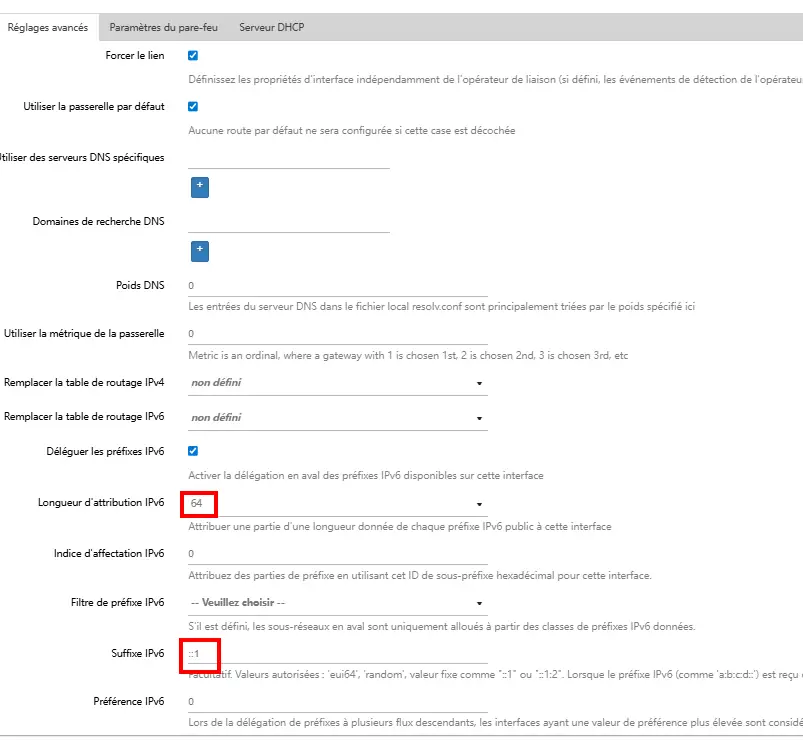 Réglages avancés Paramètres du pare-feu Serveur DHCP
Forcer le lien
Définissez les propriétés d'interface indépendamment de l'opérateur de liaison (si défini, les événements de détection de l'opérateu
Utiliser la passerelle par défaut
Aucune route par défaut ne sera configurée si cette case est décochée
tiliser des serveurs DNS spécifiques
+
Domaines de recherche DNS
+
Poids DNS 0
Les entrées du serveur DNS dans le fichier local resolv.conf sont principalement triées par le poids spécifié ici
Utiliser la métrique de la passerelle 0
Metric is an ordinal, where a gateway with 1 is chosen 1st, 2 is chosen 2nd, 3 is chosen 3rd, etc
Remplacer la table de routage IPv4 non défini
Remplacer la table de routage IPv6 non défini
Déléguer les préfixes IPv6
Activer la délégation en aval des préfixes IPv6 disponibles sur cette interface
Longueur d'attribution IPv6 64
Attribuer une partie d'une longueur donnée de chaque préfixe IPv6 public à cette interface
Indice d'affectation IPv6 0
Attribuez des parties de préfixe en utilisant cet ID de sous-préfixe hexadécimal pour cette interface.
Filtre de préfixe IPv6 -- Veuillez choisir --
S'il est défini, les sous-réseaux en aval sont uniquement alloués à partir des classes de préfixes IPv6 données.
Suffixe IPv6 ::1
Facultatif. Valeurs autorisées : 'eui64', 'random', valeur fixe comme "::1" ou "::1:2". Lorsque le préfixe IPv6 (comme 'a:b:c:d::') est reçu
Préférence IPv6 0
Lors de la délégation de préfixes à plusieurs flux descendants, les interfaces ayant une valeur de préférence plus élevée sont considé